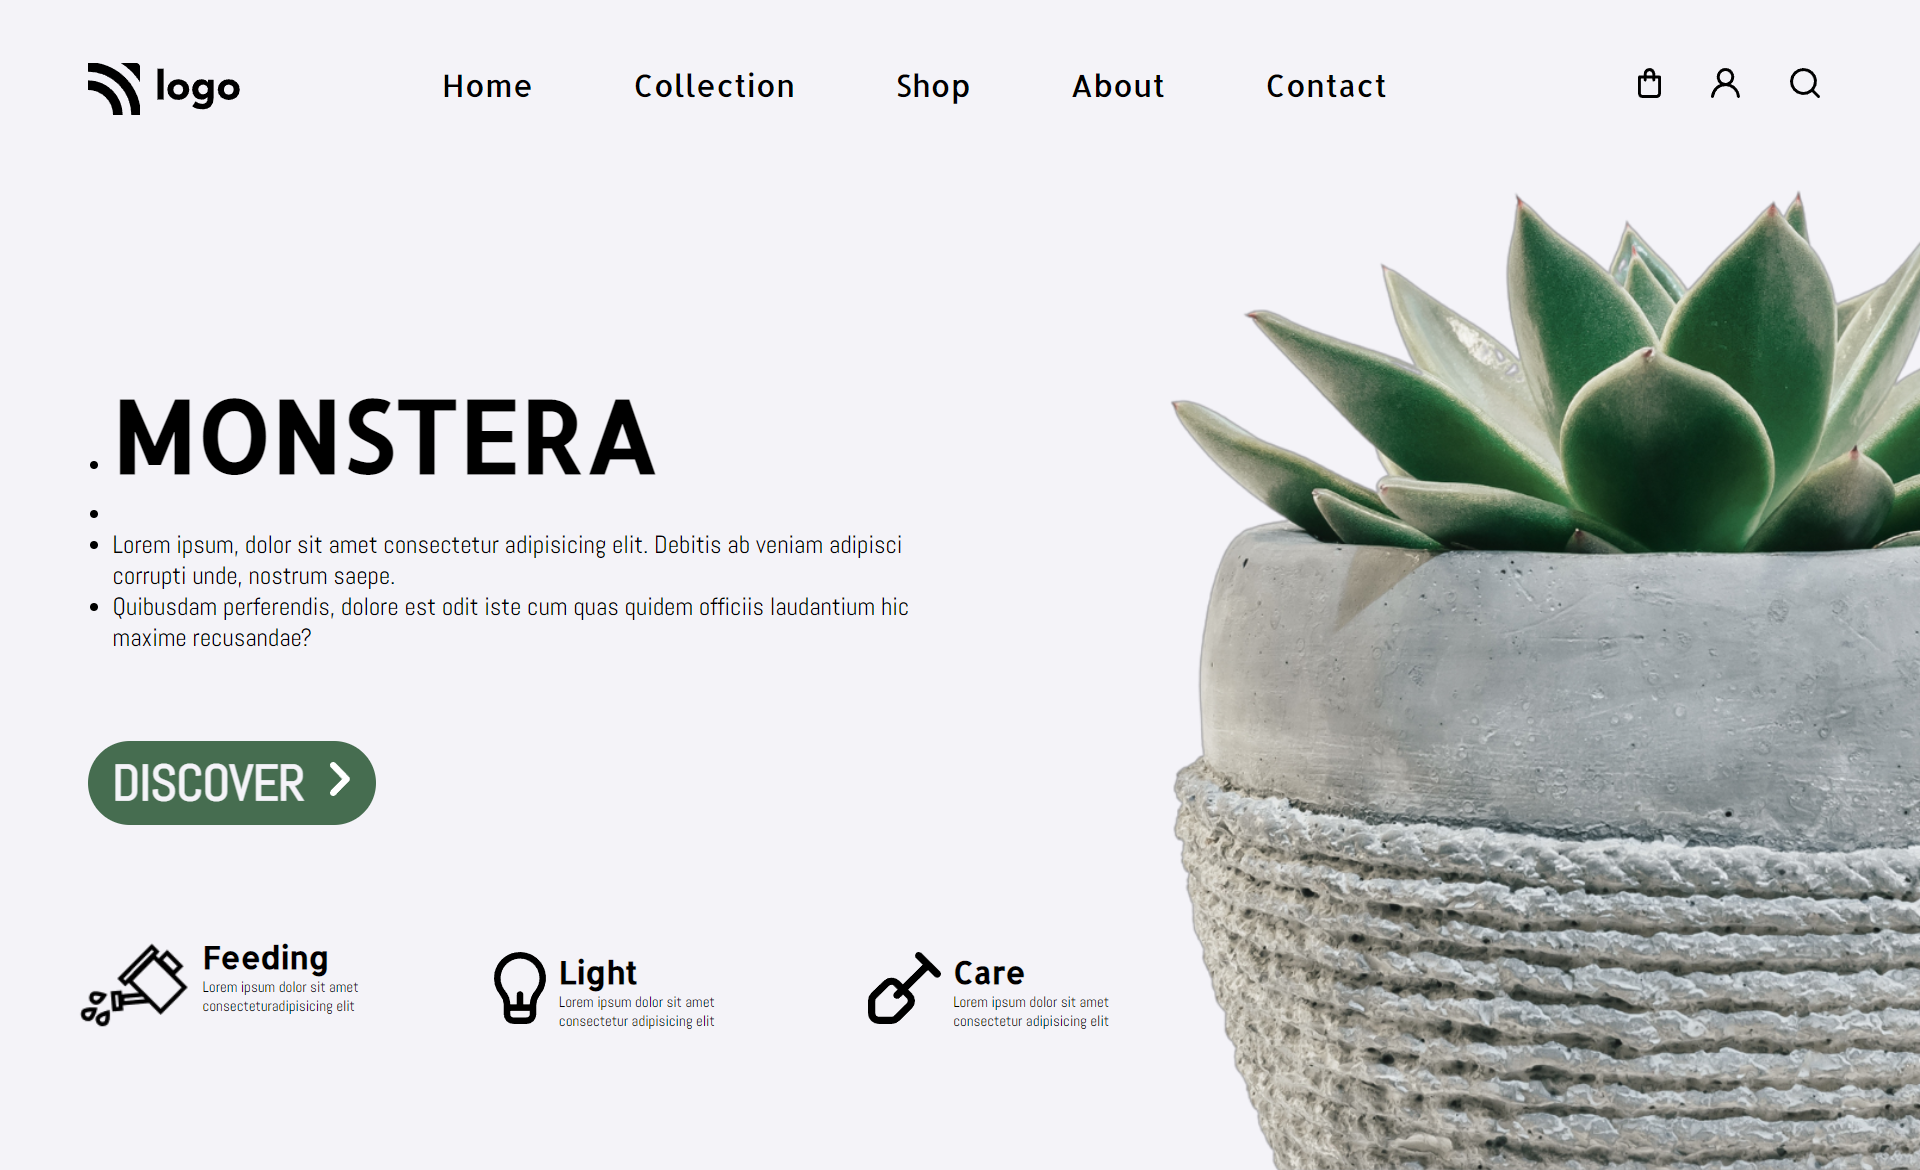 logo
Home Collection Shop About Contact
MONSTERA
Lorem ipsum, dolor sit amet consectetur adipisicing elit. Debitis ab veniam adipisci
corrupti unde, nostrum saepe.
Quibusdam perferendis, dolore est odit iste cum quas quidem officiis laudantium hic
maxime recusandae?
DISCOVER
Feeding
Lorem ipsum dolor sit amet
consecteturadipisicing elit
Light
Lorem ipsum dolor sit amet
consectetur adipisicing elit
Care
Lorem ipsum dolor sit amet
consectetur adipisicing elit